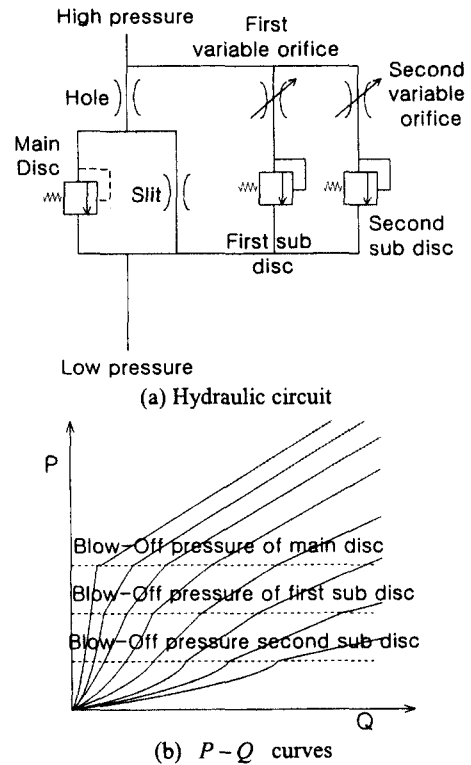 High pressure
First
variable orifice
Second
variable
orifice
Hole
Main
Disc
Slit
First sub
disc
Second
sub disc
Low pressure
(a) Hydraulic circuit
P
Blow-Off pressure of main disc
Blow-Off pressure of first sub disc
Blow-Off pressure second sub disc
Q
(b) P-Q curves